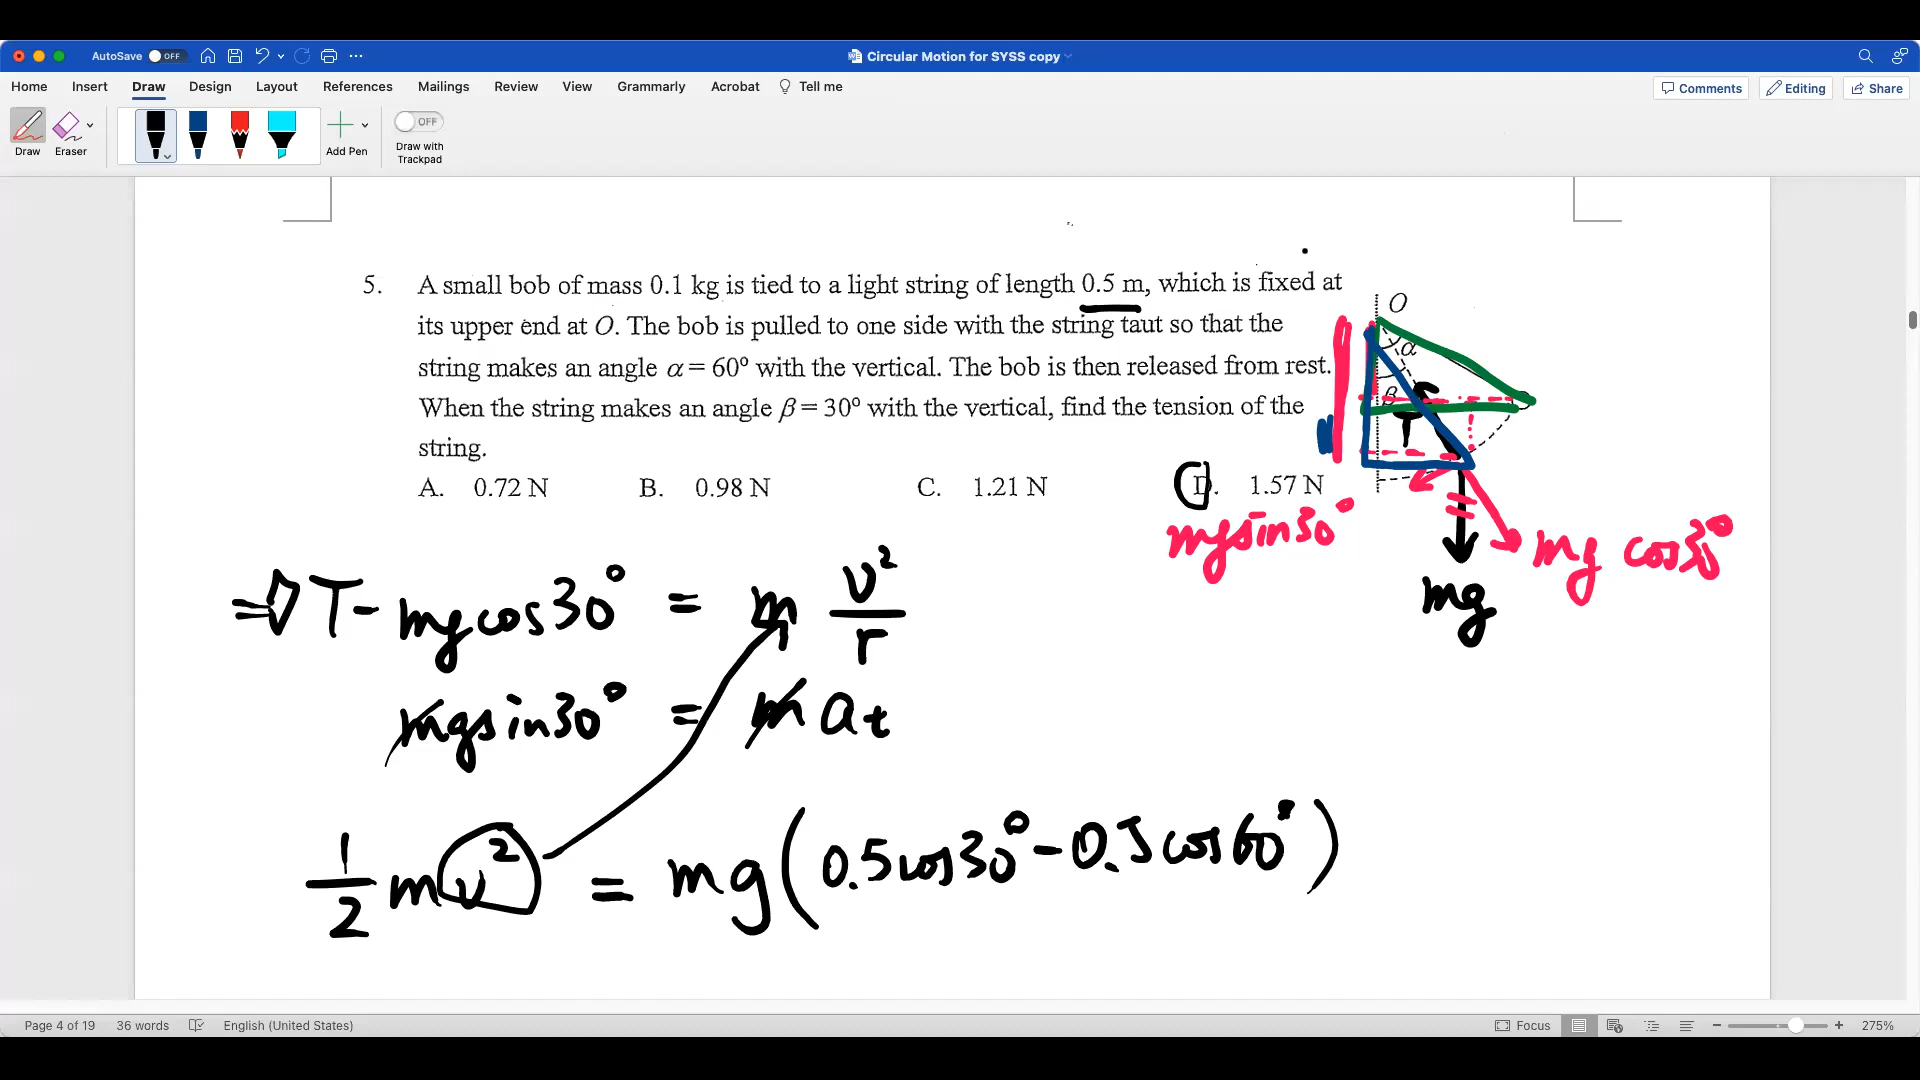 AutoSave OFF
Circular Motion for SYSS copy
Home Insert Draw Design Layout References Mailings Review View Grammarly Acrobat Tell me
Comments Editing Share
Draw Eraser Add Pen OFF Draw with Trackpad
5. A small bob of mass 0.1 kg is tied to a light string of length 0.5 m, which is fixed at
its upper end at O. The bob is pulled to one side with the string taut so that the
string makes an angle α = 60° with the vertical. The bob is then released from rest.
When the string makes an angle β = 30° with the vertical, find the tension of the
string.
A. 0.72 N B. 0.98 N C. 1.21 N D. 1.57 N
O
α
β
T
mg sin30°
mg cos30°
mg
⇒ T - mg cos30° = m v²/r
mg sin30° = m at
1/2 mv² = mg(0.5cos30° - 0.5cos60°)
Page 4 of 19 36 words English (United States) Focus 275%